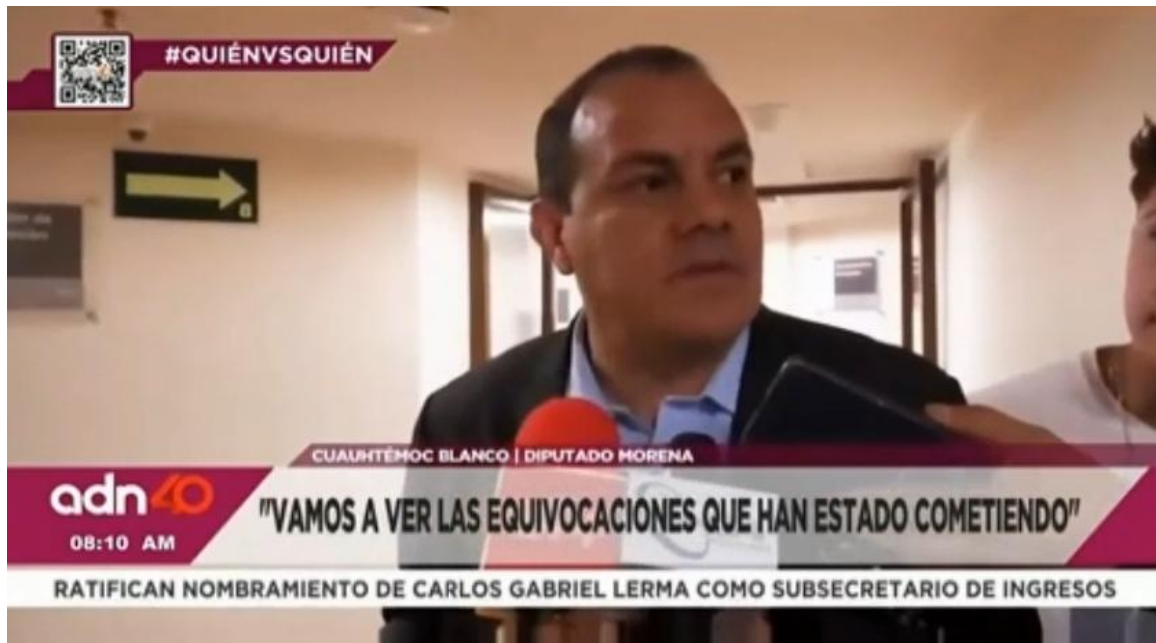 #QUIÉNVSQUIÉN
CUAUHTÉMOC BLANCO | DIPUTADO MORENA
adn40
"VAMOS A VER LAS EQUIVOCACIONES QUE HAN ESTADO COMETIENDO"
08:10 AM
RATIFICAN NOMBRAMIENTO DE CARLOS GABRIEL LERMA COMO SUBSECRETARIO DE INGRESOS